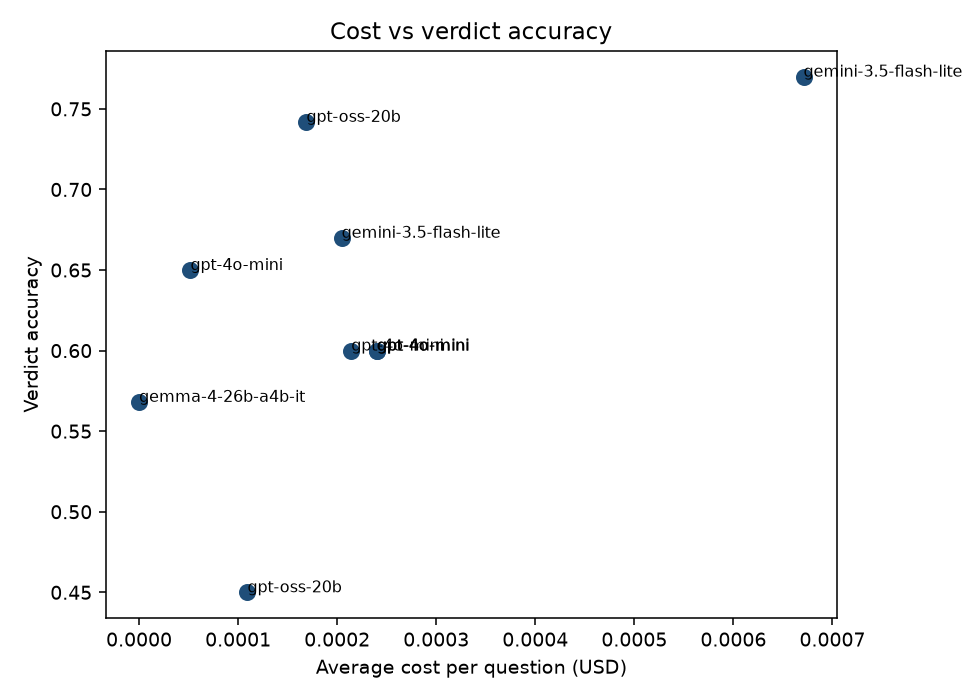 Cost vs verdict accuracy
gemini-3.5-flash-lite
gpt-oss-20b
gemini-3.5-flash-lite
gpt-4o-mini
gpt-4o-mini
gpt-4o-mini
gemma-4-26b-a4b-it
gpt-oss-20b
Verdict accuracy
0.75
0.70
0.65
0.60
0.55
0.50
0.45
0.0000 0.0001 0.0002 0.0003 0.0004 0.0005 0.0006 0.0007
Average cost per question (USD)